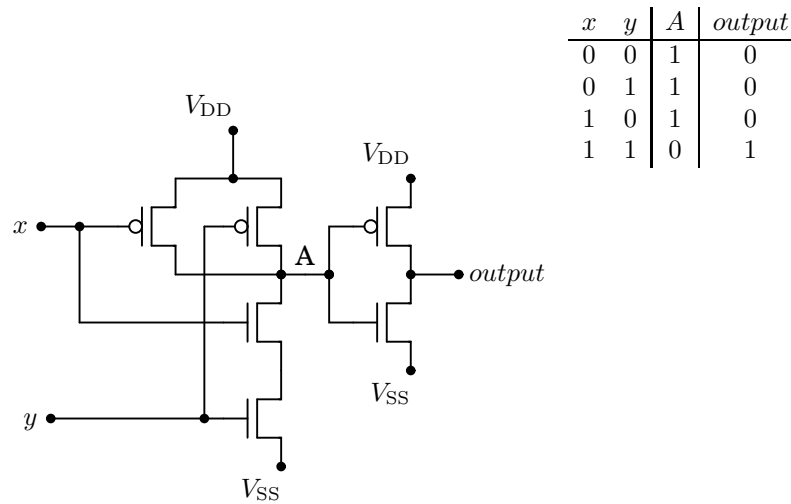 x y A output
0 0 1 0
0 1 1 0
1 0 1 0
1 1 0 1
V_DD
V_DD
x
A
output
V_SS
y
V_SS